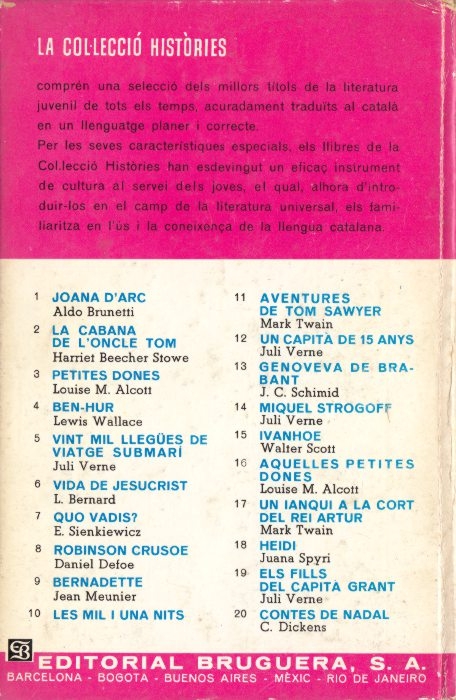 LA COL·LECCIÓ HISTÒRIES
comprén una selecció dels millors títols de la literatura
juvenil de tots els temps, acuradament traduïts al català
en un llenguatge planer i correcte.
Per les seves característiques especials, els llibres de la
Col.lecció Històries han esdevingut un eficaç instrument
de cultura al servei dels joves, el qual, alhora d'intro-
duir-los en el camp de la literatura universal, els fami-
liaritza en l'ús i la coneixença de la llengua catalana.
1 JOANA D'ARC
Aldo Brunetti
2 LA CABANA
DE L'ONCLE TOM
Harriet Beecher Stowe
3 PETITES DONES
Louise M. Alcott
4 BEN-HUR
Lewis Wallace
5 VINT MIL LLEGÜES DE
VIATGE SUBMARÍ
Juli Verne
6 VIDA DE JESUCRIST
L. Bernard
7 QUO VADIS?
E. Sienkiewicz
8 ROBINSON CRUSOE
Daniel Defoe
9 BERNADETTE
Jean Meunier
10 LES MIL I UNA NITS
11 AVENTURES
DE TOM SAWYER
Mark Twain
12 UN CAPITÀ DE 15 ANYS
Juli Verne
13 GENOVEVA DE BRA-
BANT
J. C. Schimid
14 MIQUEL STROGOFF
Juli Verne
15 IVANHOE
Walter Scott
16 AQUELLES PETITES
DONES
Louise M. Alcott
17 UN IANQUI A LA CORT
DEL REI ARTUR
Mark Twain
18 HEIDI
Juana Spyri
19 ELS FILLS
DEL CAPITÀ GRANT
Juli Verne
20 CONTES DE NADAL
C. Dickens
B EDITORIAL BRUGUERA, S. A.
BARCELONA - BOGOTA - BUENOS AIRES - MÈXIC - RIO DE JANEIRO